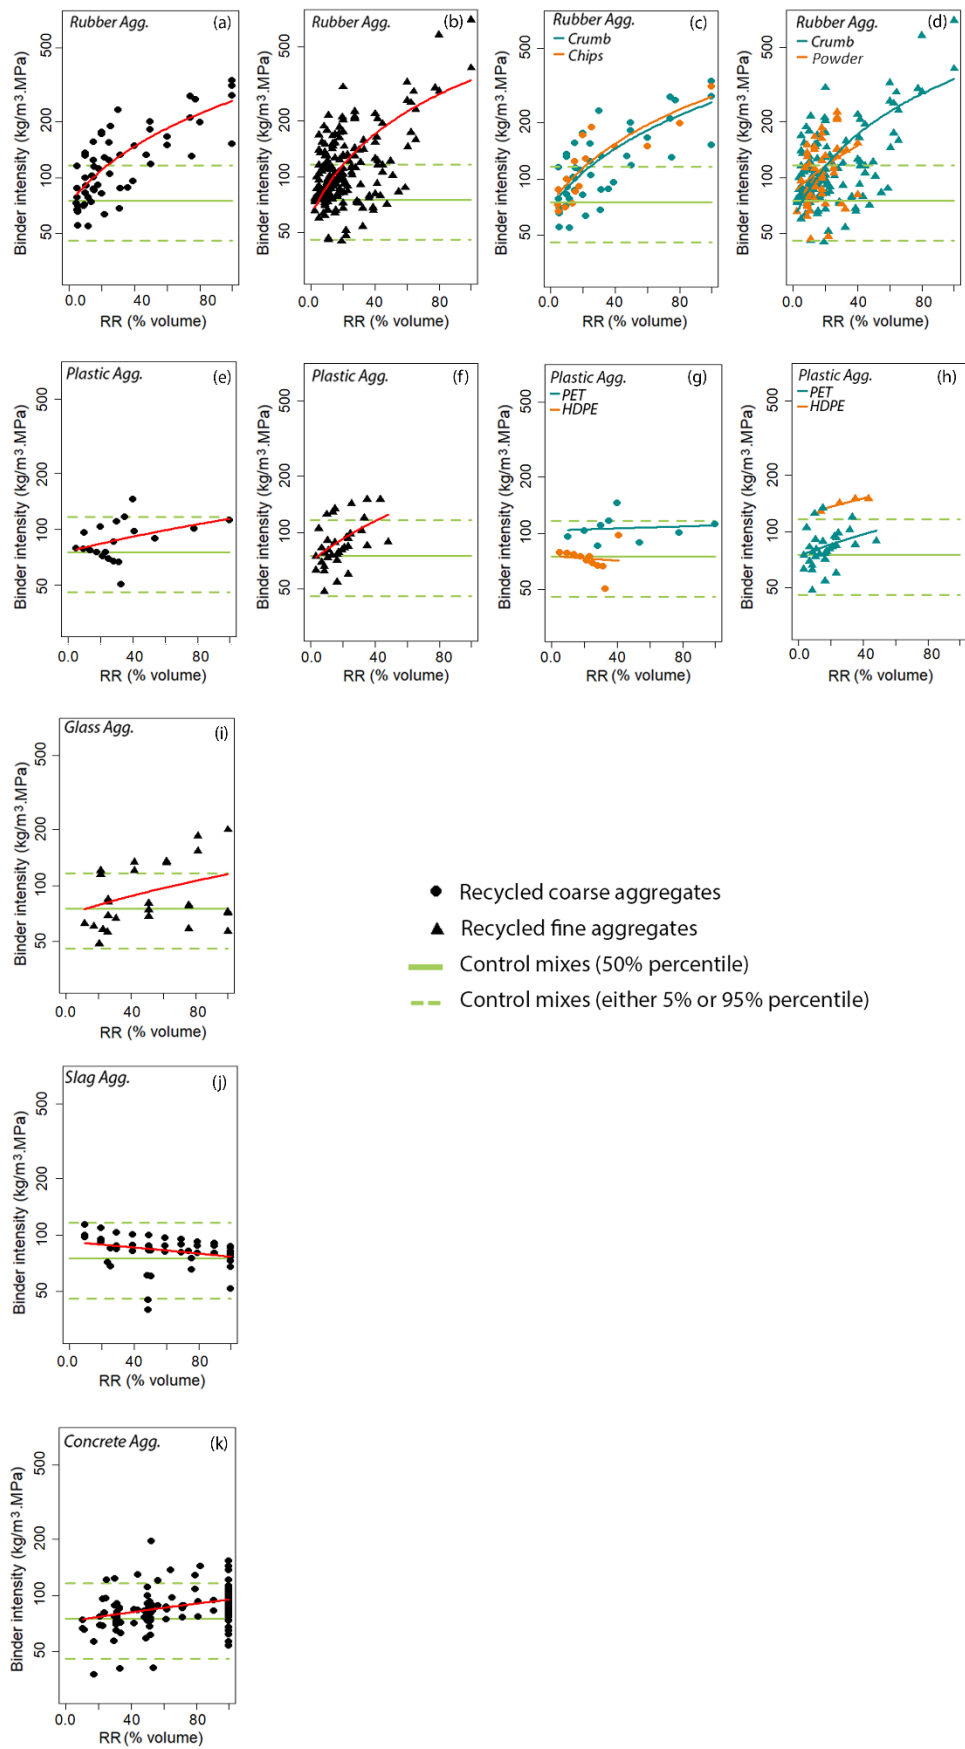 Rubber Agg. (a)
500
200
100
50
Binder intensity (kg/m³.MPa)
0.0 40 80
RR (% volume)
Rubber Agg. (b)
500
200
100
50
Binder intensity (kg/m³.MPa)
0.0 40 80
RR (% volume)
Rubber Agg. (c)
Crumb
Chips
500
200
100
50
Binder intensity (kg/m³.MPa)
0.0 40 80
RR (% volume)
Rubber Agg. (d)
Crumb
Powder
500
200
100
50
Binder intensity (kg/m³.MPa)
0.0 40 80
RR (% volume)
Plastic Agg. (e)
500
200
100
50
Binder intensity (kg/m³.MPa)
0.0 40 80
RR (% volume)
Plastic Agg. (f)
500
200
100
50
Binder intensity (kg/m³.MPa)
0.0 40 80
RR (% volume)
Plastic Agg. (g)
PET
HDPE
500
200
100
50
Binder intensity (kg/m³.MPa)
0.0 40 80
RR (% volume)
Plastic Agg. (h)
PET
HDPE
500
200
100
50
Binder intensity (kg/m³.MPa)
0.0 40 80
RR (% volume)
Glass Agg. (i)
500
200
100
50
Binder intensity (kg/m³.MPa)
0.0 40 80
RR (% volume)
Recycled coarse aggregates
Recycled fine aggregates
Control mixes (50% percentile)
Control mixes (either 5% or 95% percentile)
Slag Agg. (j)
500
200
100
50
Binder intensity (kg/m³.MPa)
0.0 40 80
RR (% volume)
Concrete Agg. (k)
500
200
100
50
Binder intensity (kg/m³.MPa)
0.0 40 80
RR (% volume)